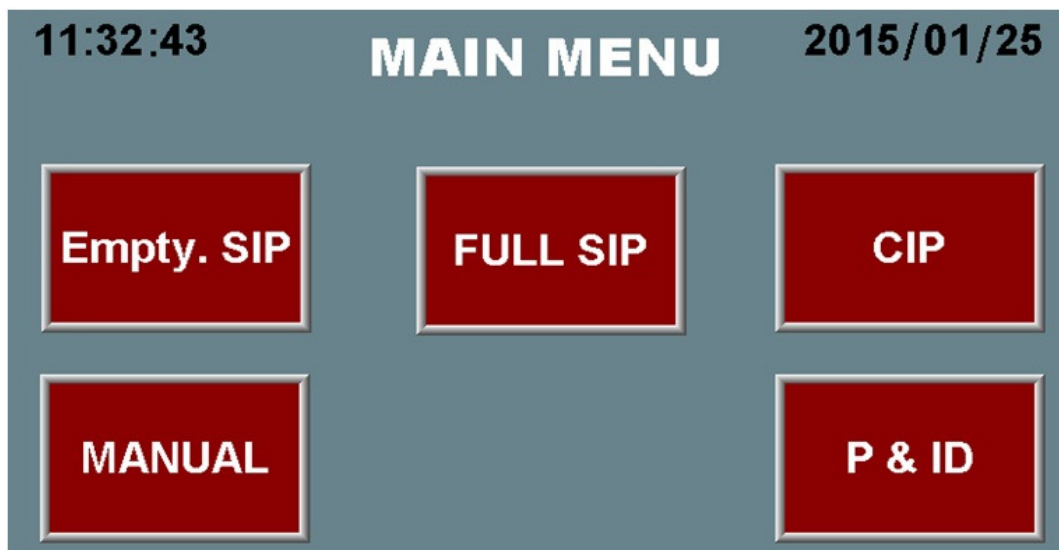 11:32:43 MAIN MENU 2015/01/25
Empty. SIP FULL SIP CIP
MANUAL P & ID